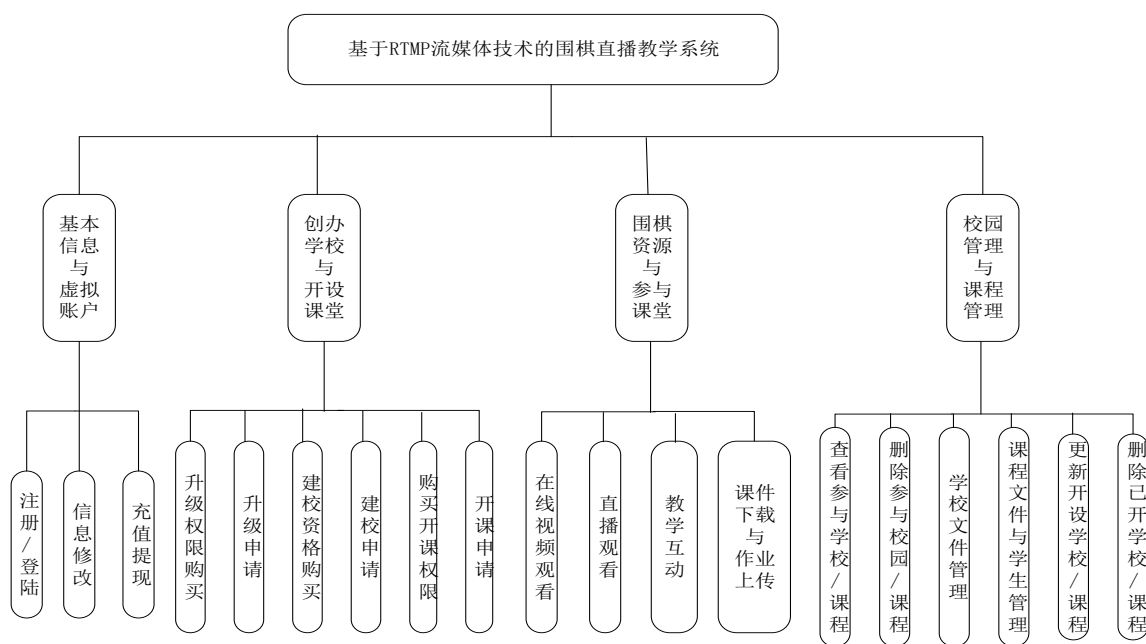 基于RTMP流媒体技术的围棋直播教学系统
基本
信息
与
虚拟
账户
创办
学校
与
开设
课堂
围棋
资源
与
参与
课堂
校园
管理
与
课程
管理
注册/登陆
信息修改
充值提现
升级权限购买
升级申请
建校资格购买
建校申请
购买开课权限
开课申请
在线视频观看
直播观看
教学互动
课件
下载
与
作业
上传
查看参与学校/课程
删除参与校园/课程
学校文件管理
课程文件与学生管理
更新开设学校/课程
删除已开学校/课程